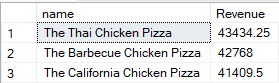 name Revenue
1 The Thai Chicken Pizza 43434.25
2 The Barbecue Chicken Pizza 42768
3 The California Chicken Pizza 41409.5